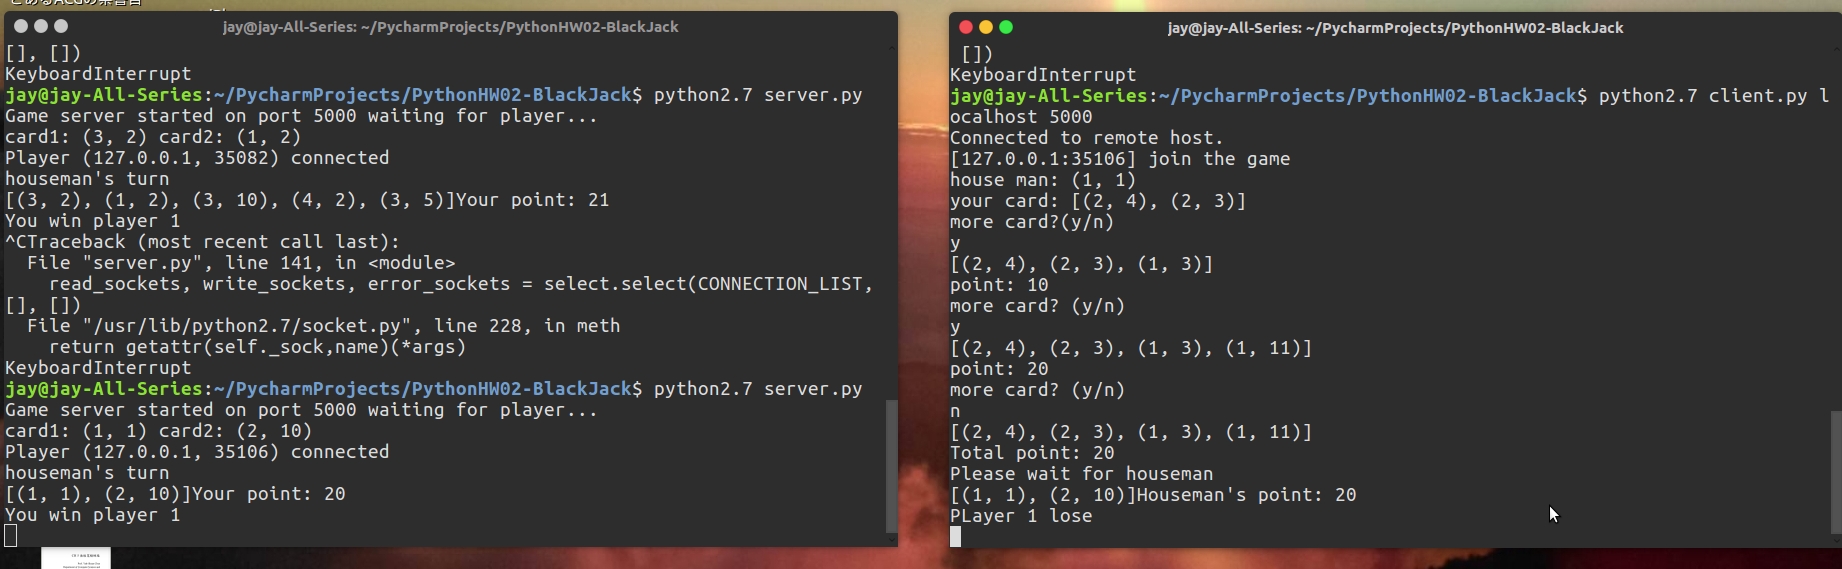 jay@jay-All-Series: ~/PycharmProjects/PythonHW02-BlackJack
[], [])
KeyboardInterrupt
jay@jay-All-Series:~/PycharmProjects/PythonHW02-BlackJack$ python2.7 server.py
Game server started on port 5000 waiting for player...
card1: (3, 2) card2: (1, 2)
Player (127.0.0.1, 35082) connected
houseman's turn
[(3, 2), (1, 2), (3, 10), (4, 2), (3, 5)]Your point: 21
You win player 1
^CTraceback (most recent call last):
  File "server.py", line 141, in <module>
    read_sockets, write_sockets, error_sockets = select.select(CONNECTION_LIST,
[], [])
  File "/usr/lib/python2.7/socket.py", line 228, in meth
    return getattr(self._sock,name)(*args)
KeyboardInterrupt
jay@jay-All-Series:~/PycharmProjects/PythonHW02-BlackJack$ python2.7 server.py
Game server started on port 5000 waiting for player...
card1: (1, 1) card2: (2, 10)
Player (127.0.0.1, 35106) connected
houseman's turn
[(1, 1), (2, 10)]Your point: 20
You win player 1
jay@jay-All-Series: ~/PycharmProjects/PythonHW02-BlackJack
 [])
KeyboardInterrupt
jay@jay-All-Series:~/PycharmProjects/PythonHW02-BlackJack$ python2.7 client.py l
ocalhost 5000
Connected to remote host.
[127.0.0.1:35106] join the game
house man: (1, 1)
your card: [(2, 4), (2, 3)]
more card?(y/n)
y
[(2, 4), (2, 3), (1, 3)]
point: 10
more card? (y/n)
y
[(2, 4), (2, 3), (1, 3), (1, 11)]
point: 20
more card? (y/n)
n
[(2, 4), (2, 3), (1, 3), (1, 11)]
Total point: 20
Please wait for houseman
[(1, 1), (2, 10)]Houseman's point: 20
PLayer 1 lose